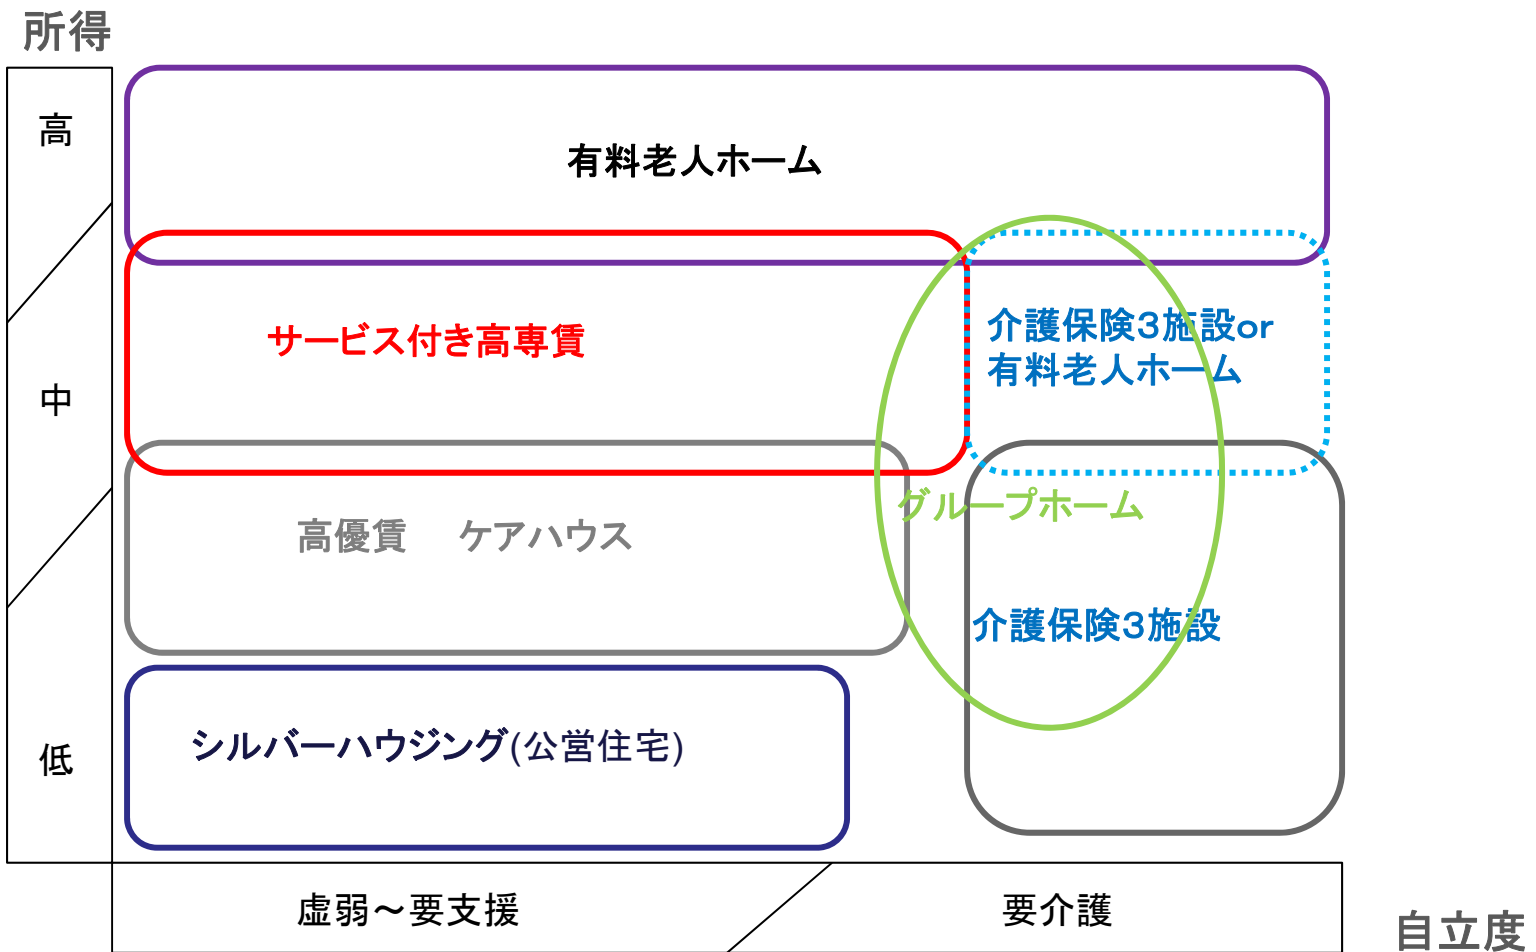 所得
高
有料老人ホーム
サービス付き高専賃
介護保険3施設or
有料老人ホーム
中
グループホーム
高優賃 ケアハウス
介護保険3施設
シルバーハウジング(公営住宅)
低
虚弱～要支援
要介護
自立度